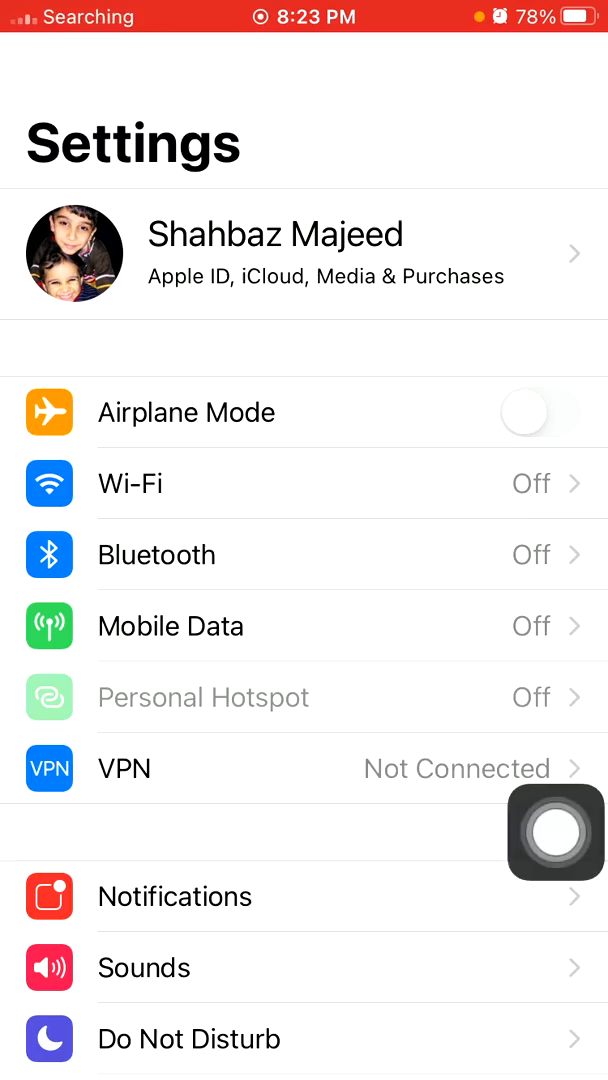 Searching 8:23 PM 78%
Settings
Shahbaz Majeed
Apple ID, iCloud, Media & Purchases
Airplane Mode
Wi-Fi Off
Bluetooth Off
Mobile Data Off
Personal Hotspot Off
VPN VPN Not Connected
Notifications
Sounds
Do Not Disturb